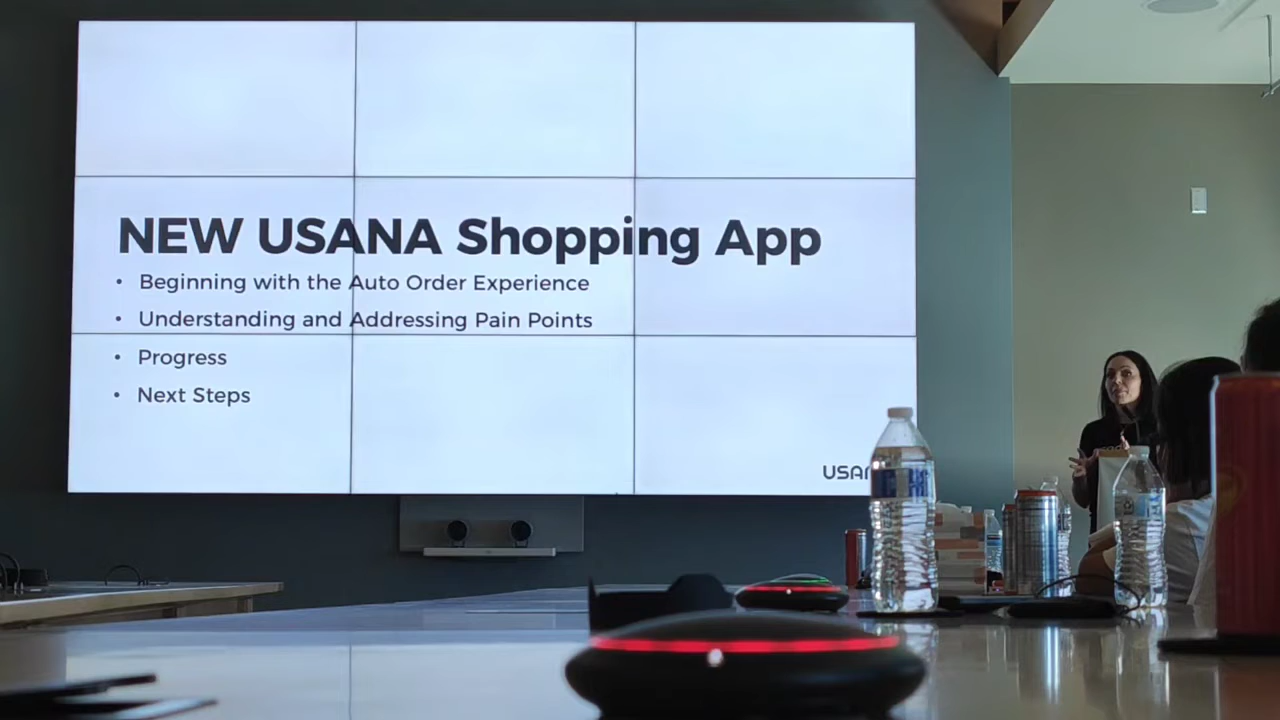 NEW USANA Shopping App
• Beginning with the Auto Order Experience
• Understanding and Addressing Pain Points
• Progress
• Next Steps